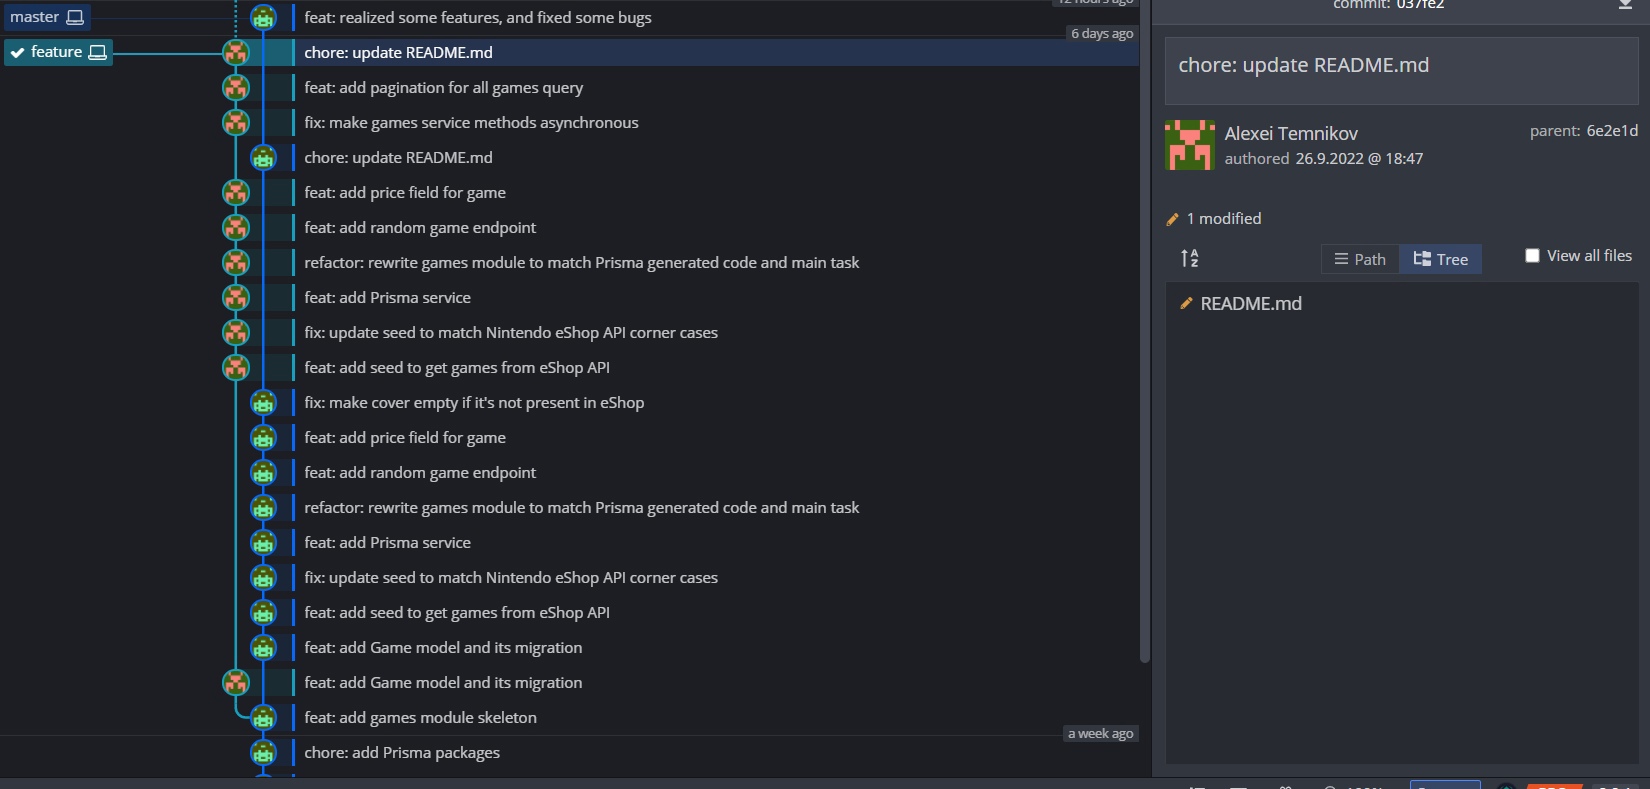 12 hours ago
commit: 037fe2
master
feat: realized some features, and fixed some bugs
6 days ago
feature
chore: update README.md
feat: add pagination for all games query
fix: make games service methods asynchronous
chore: update README.md
feat: add price field for game
feat: add random game endpoint
refactor: rewrite games module to match Prisma generated code and main task
feat: add Prisma service
fix: update seed to match Nintendo eShop API corner cases
feat: add seed to get games from eShop API
fix: make cover empty if it's not present in eShop
feat: add price field for game
feat: add random game endpoint
refactor: rewrite games module to match Prisma generated code and main task
feat: add Prisma service
fix: update seed to match Nintendo eShop API corner cases
feat: add seed to get games from eShop API
feat: add Game model and its migration
feat: add Game model and its migration
feat: add games module skeleton
a week ago
chore: add Prisma packages
chore: update README.md
Alexei Temnikov
authored 26.9.2022 @ 18:47
parent: 6e2e1d
1 modified
A Z
Path
Tree
View all files
README.md